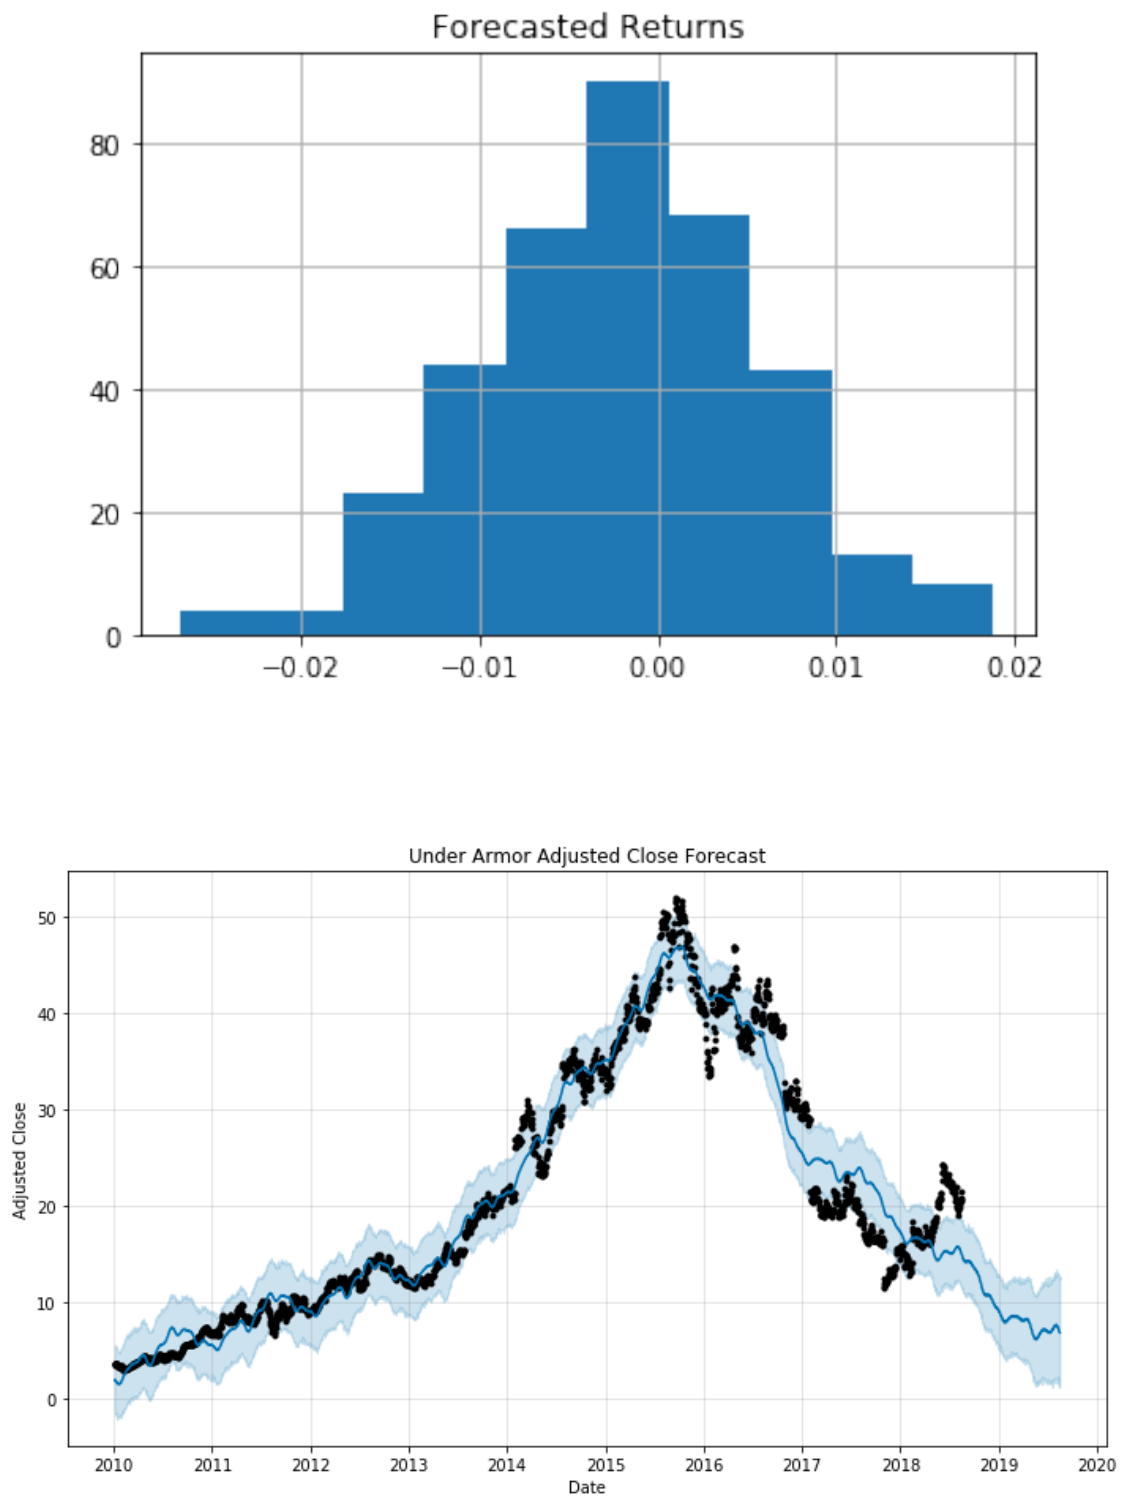 Forecasted Returns
80
60
40
20
0
−0.02 −0.01 0.00 0.01 0.02
Under Armor Adjusted Close Forecast
50
40
30
20
10
0
Adjusted Close
2010 2011 2012 2013 2014 2015 2016 2017 2018 2019 2020
Date